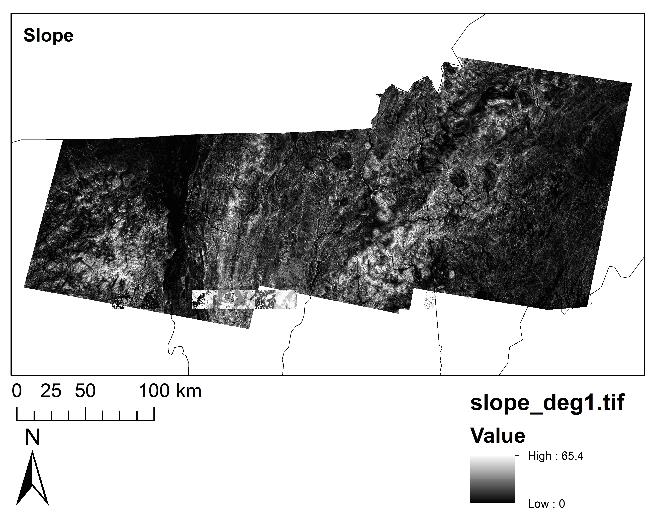 Slope
0 25 50 100 km
N
slope_deg1.tif
Value
High : 65.4
Low : 0